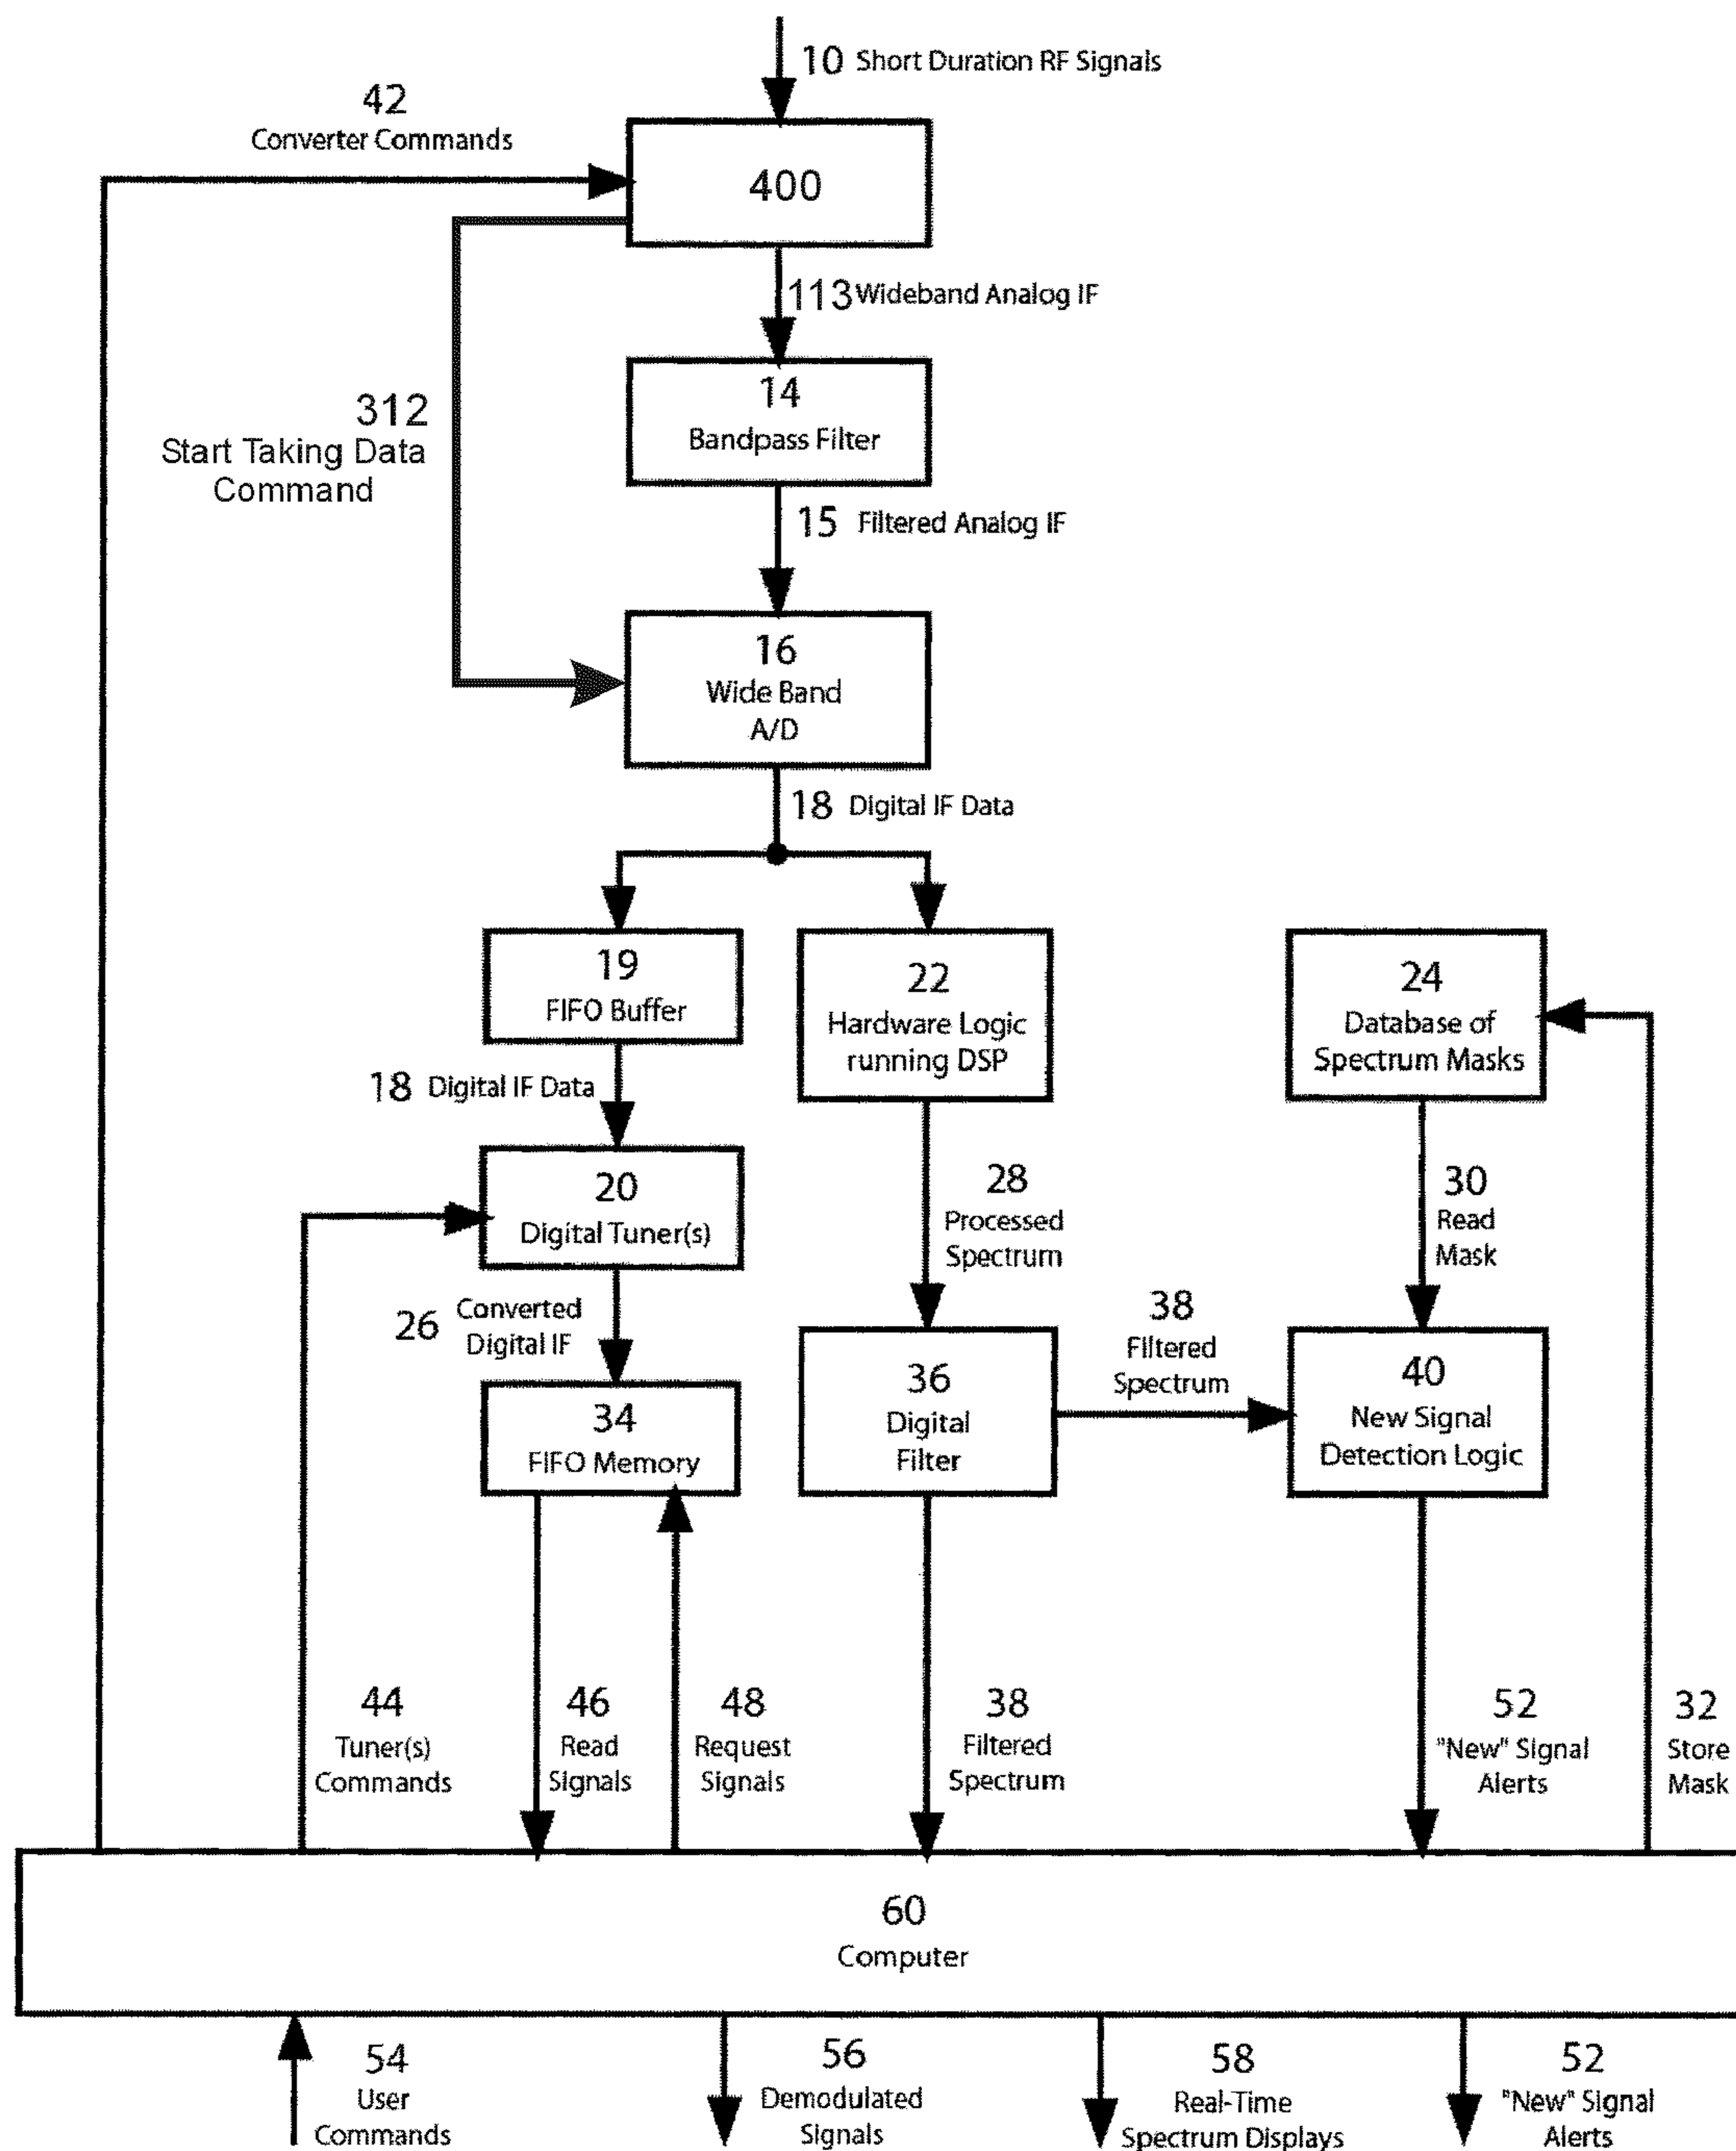 10 Short Duration RF Signals
42
Converter Commands
400
113 Wideband Analog IF
312
Start Taking Data
Command
14
Bandpass Filter
15 Filtered Analog IF
16
Wide Band
A/D
18 Digital IF Data
19
FIFO Buffer
22
Hardware Logic
running DSP
24
Database of
Spectrum Masks
18 Digital IF Data
20
Digital Tuner(s)
28
Processed
Spectrum
30
Read
Mask
26 Converted
Digital IF
38
Filtered
Spectrum
34
FIFO Memory
36
Digital
Filter
40
New Signal
Detection Logic
44
Tuner(s)
Commands
46
Read
Signals
48
Request
Signals
38
Filtered
Spectrum
52
"New" Signal
Alerts
32
Store
Mask
60
Computer
54
User
Commands
56
Demodulated
Signals
58
Real-Time
Spectrum Displays
52
"New" Signal
Alerts